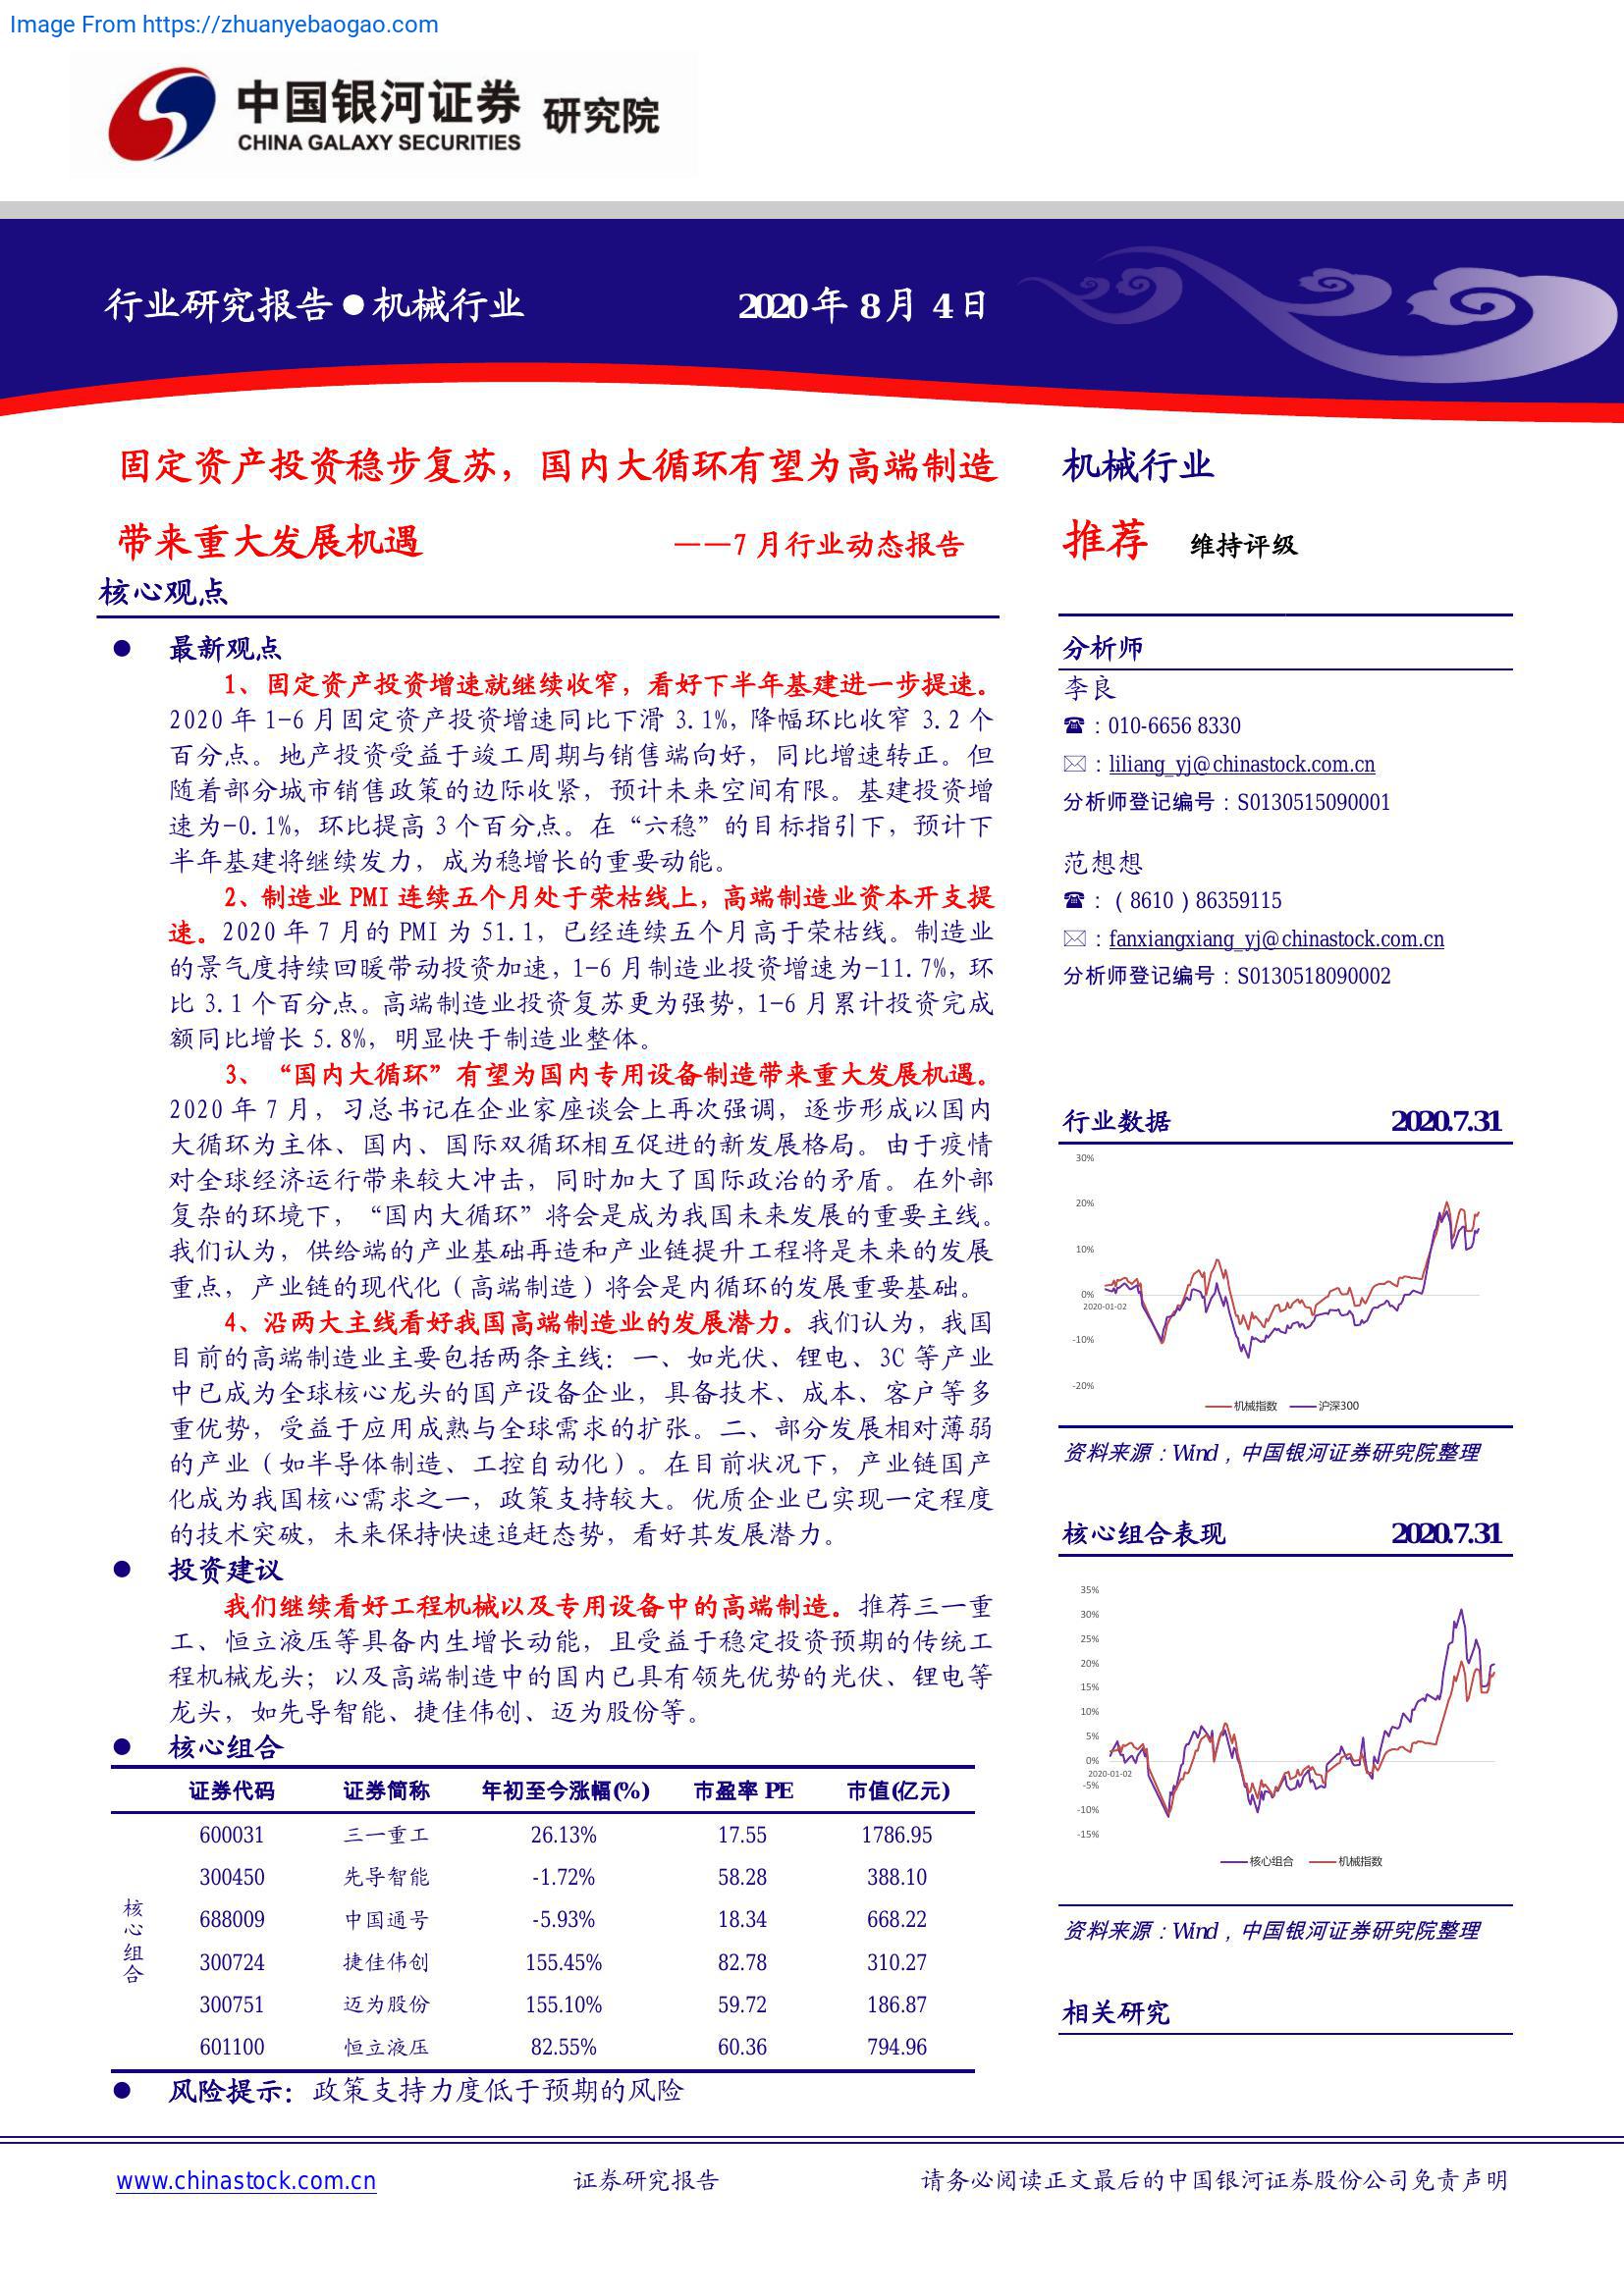 Image From https://zhuanyebaogao.com
中国银河证券 研究院
CHINA GALAXY SECURITIES
行业研究报告●机械行业 2020年8月4日
固定资产投资稳步复苏，国内大循环有望为高端制造
带来重大发展机遇 ——7月行业动态报告
核心观点
● 最新观点
1、固定资产投资增速就继续收窄，看好下半年基建进一步提速。
2020年1-6月固定资产投资增速同比下滑3.1%，降幅环比收窄3.2个
百分点。地产投资受益于竣工周期与销售端向好，同比增速转正。但
随着部分城市销售政策的边际收紧，预计未来空间有限。基建投资增
速为-0.1%，环比提高3个百分点。在“六稳”的目标指引下，预计下
半年基建将继续发力，成为稳增长的重要动能。
2、制造业PMI连续五个月处于荣枯线上，高端制造业资本开支提
速。2020年7月的PMI为51.1，已经连续五个月高于荣枯线。制造业
的景气度持续回暖带动投资加速，1-6月制造业投资增速为-11.7%，环
比3.1个百分点。高端制造业投资复苏更为强势，1-6月累计投资完成
额同比增长5.8%，明显快于制造业整体。
3、“国内大循环”有望为国内专用设备制造带来重大发展机遇。
2020年7月，习总书记在企业家座谈会上再次强调，逐步形成以国内
大循环为主体、国内、国际双循环相互促进的新发展格局。由于疫情
对全球经济运行带来较大冲击，同时加大了国际政治的矛盾。在外部
复杂的环境下，“国内大循环”将会是成为我国未来发展的重要主线。
我们认为，供给端的产业基础再造和产业链提升工程将是未来的发展
重点，产业链的现代化（高端制造）将会是内循环的发展重要基础。
4、沿两大主线看好我国高端制造业的发展潜力。我们认为，我国
目前的高端制造业主要包括两条主线：一、如光伏、锂电、3C等产业
中已成为全球核心龙头的国产设备企业，具备技术、成本、客户等多
重优势，受益于应用成熟与全球需求的扩张。二、部分发展相对薄弱
的产业（如半导体制造、工控自动化）。在目前状况下，产业链国产
化成为我国核心需求之一，政策支持较大。优质企业已实现一定程度
的技术突破，未来保持快速追赶态势，看好其发展潜力。
● 投资建议
我们继续看好工程机械以及专用设备中的高端制造。推荐三一重
工、恒立液压等具备内生增长动能，且受益于稳定投资预期的传统工
程机械龙头；以及高端制造中的国内已具有领先优势的光伏、锂电等
龙头，如先导智能、捷佳伟创、迈为股份等。
● 核心组合
证券代码 证券简称 年初至今涨幅(%) 市盈率PE 市值(亿元)
核心组合
600031 三一重工 26.13% 17.55 1786.95
300450 先导智能 -1.72% 58.28 388.10
688009 中国通号 -5.93% 18.34 668.22
300724 捷佳伟创 155.45% 82.78 310.27
300751 迈为股份 155.10% 59.72 186.87
601100 恒立液压 82.55% 60.36 794.96
● 风险提示：政策支持力度低于预期的风险
机械行业
推荐 维持评级
分析师
李良
☎：010-6656 8330
✉：liliang_yj@chinastock.com.cn
分析师登记编号：S0130515090001
范想想
☎：（8610）86359115
✉：fanxiangxiang_yj@chinastock.com.cn
分析师登记编号：S0130518090002
行业数据 2020.7.31
30%
20%
10%
0%
2020-01-02
-10%
-20%
机械指数 沪深300
资料来源：Wind，中国银河证券研究院整理
核心组合表现 2020.7.31
35%
30%
25%
20%
15%
10%
5%
0%
2020-01-02
-5%
-10%
-15%
核心组合 机械指数
资料来源：Wind，中国银河证券研究院整理
相关研究
www.chinastock.com.cn 证券研究报告 请务必阅读正文最后的中国银河证券股份公司免责声明